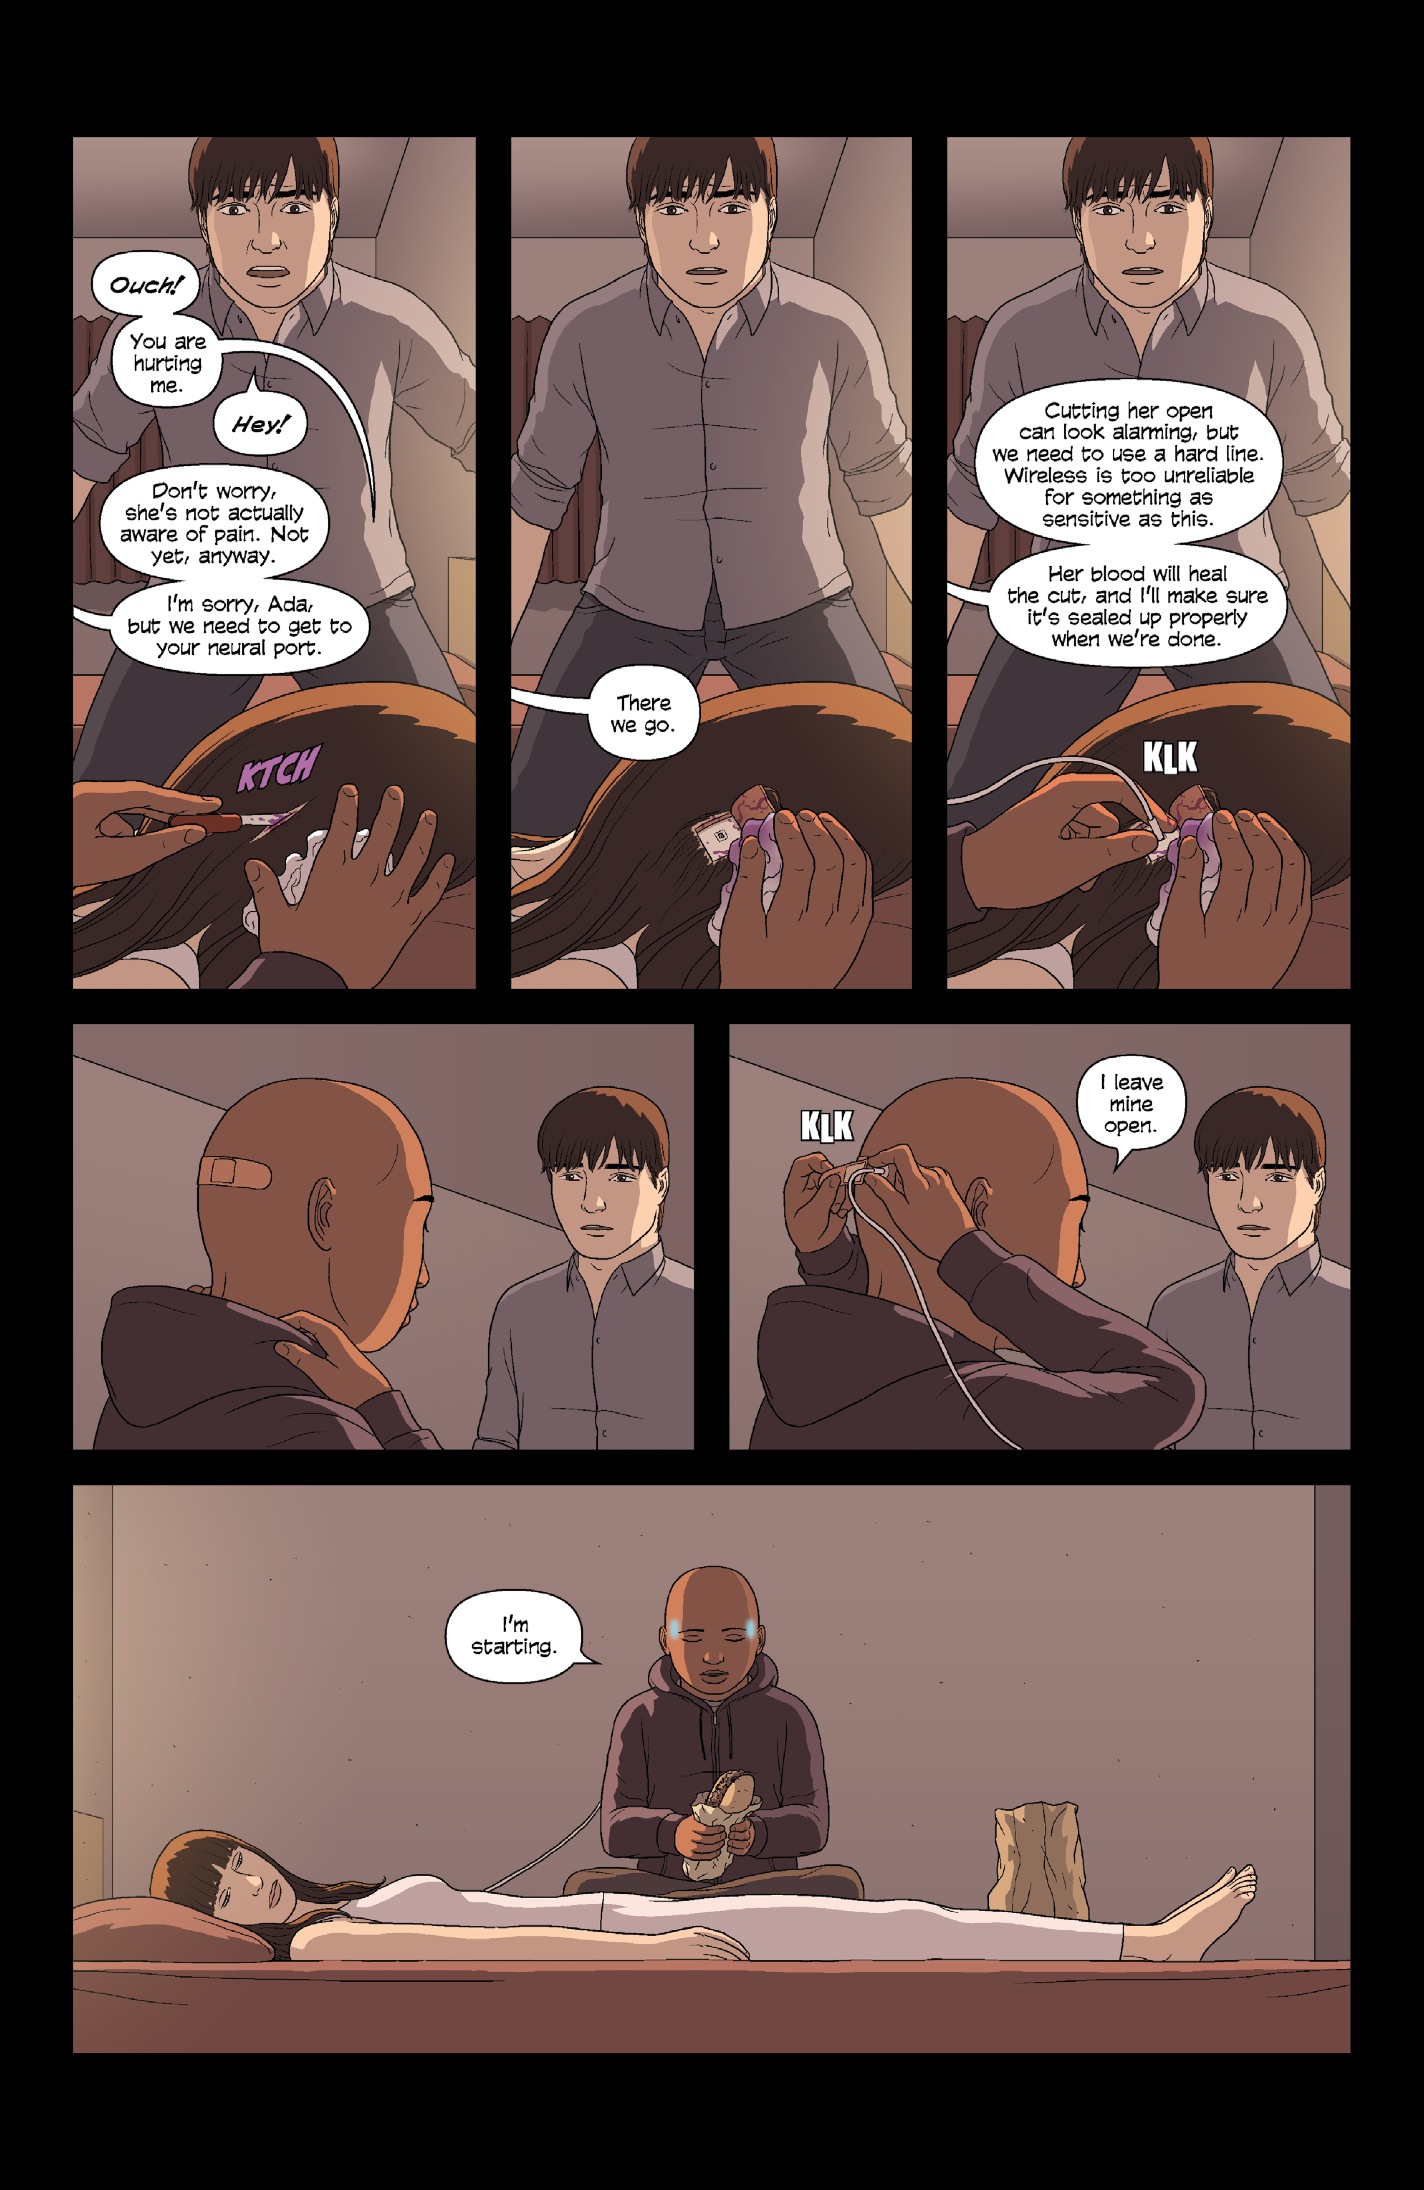 Ouch!
You are
hurting
me.
Hey!
Don't worry,
she's not actually
aware of pain. Not
yet, anyway.
I'm sorry, Ada,
but we need to get to
your neural port.
KTCH
There
we go.
Cutting her open
can look alarming, but
we need to use a hard line.
Wireless is too unreliable
for something as
sensitive as this.
Her blood will heal
the cut, and I'll make sure
it's sealed up properly
when we're done.
KLK
KLK
I leave
mine
open.
I'm
starting.